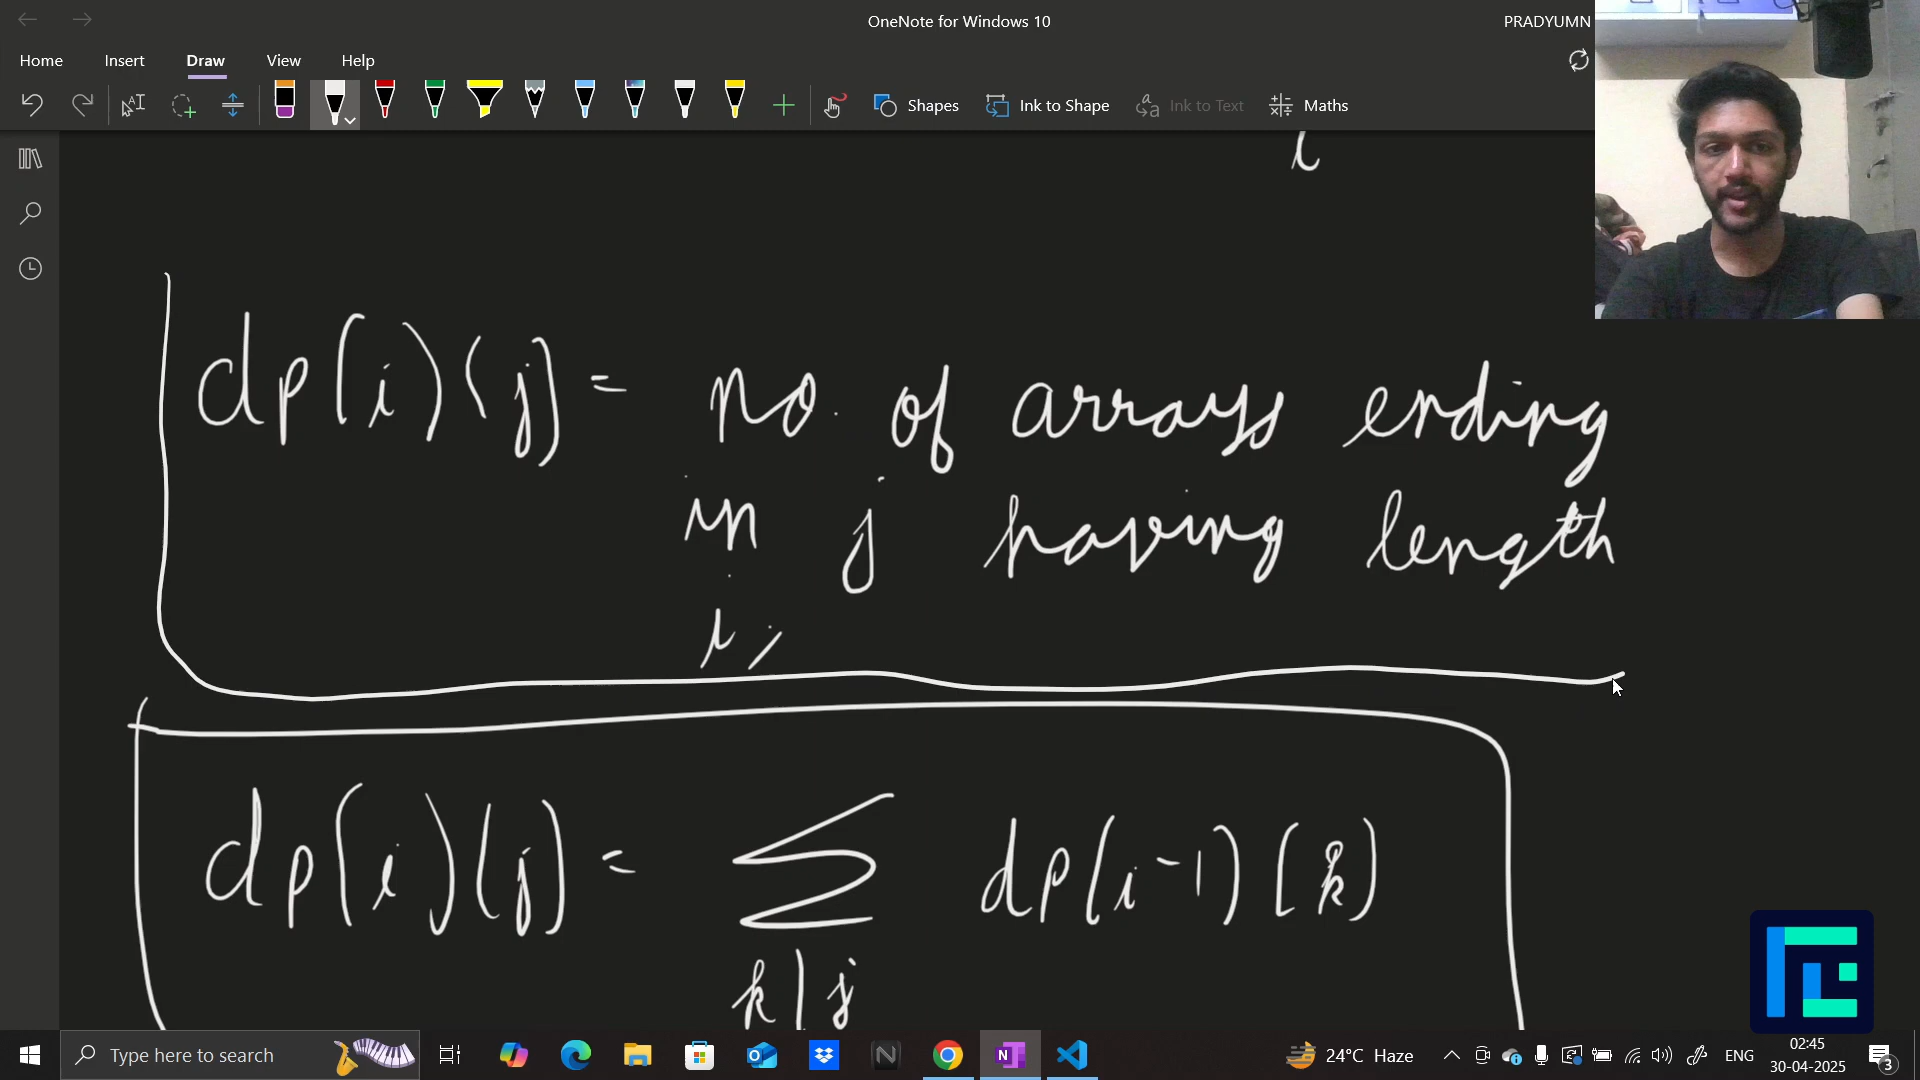 OneNote for Windows 10
PRADYUMN
Home Insert Draw View Help
Shapes Ink to Shape Ink to Text Maths
i
dp[i][j] = no. of arrays ending
in j having length
i,
dp[i][j] = ∑ dp[i-1][k]
k|j
Type here to search
24°C Haze
ENG
02:45
30-04-2025
3